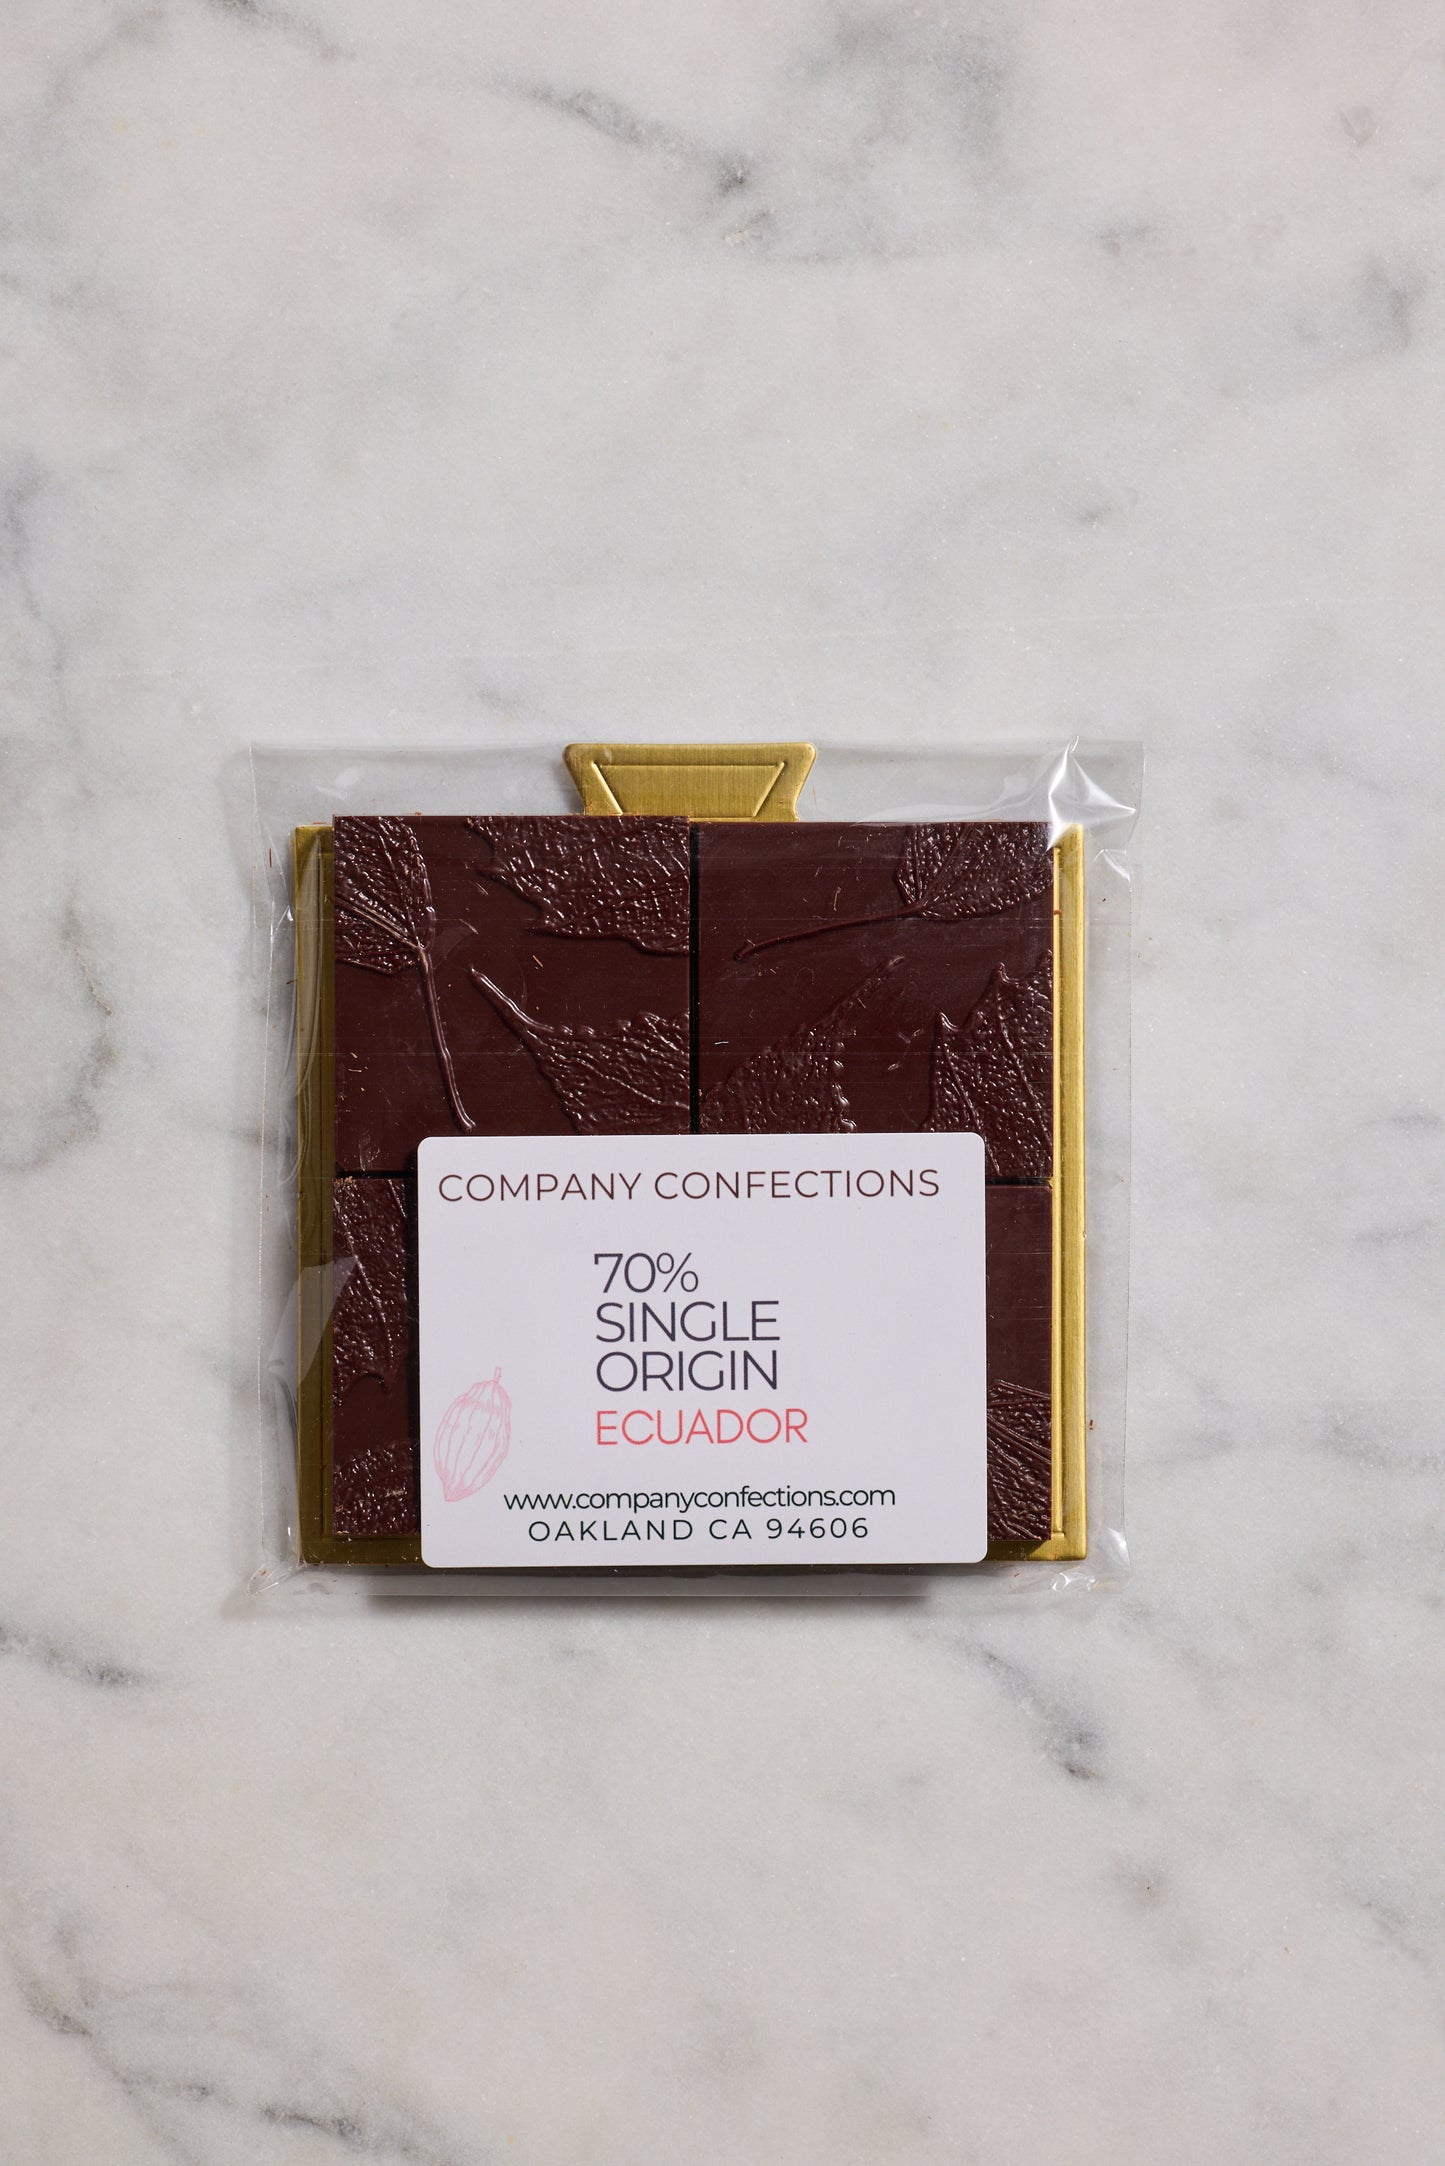 COMPANY CONFECTIONS
70%
SINGLE
ORIGIN
ECUADOR
www.companyconfections.com
OAKLAND CA 94606